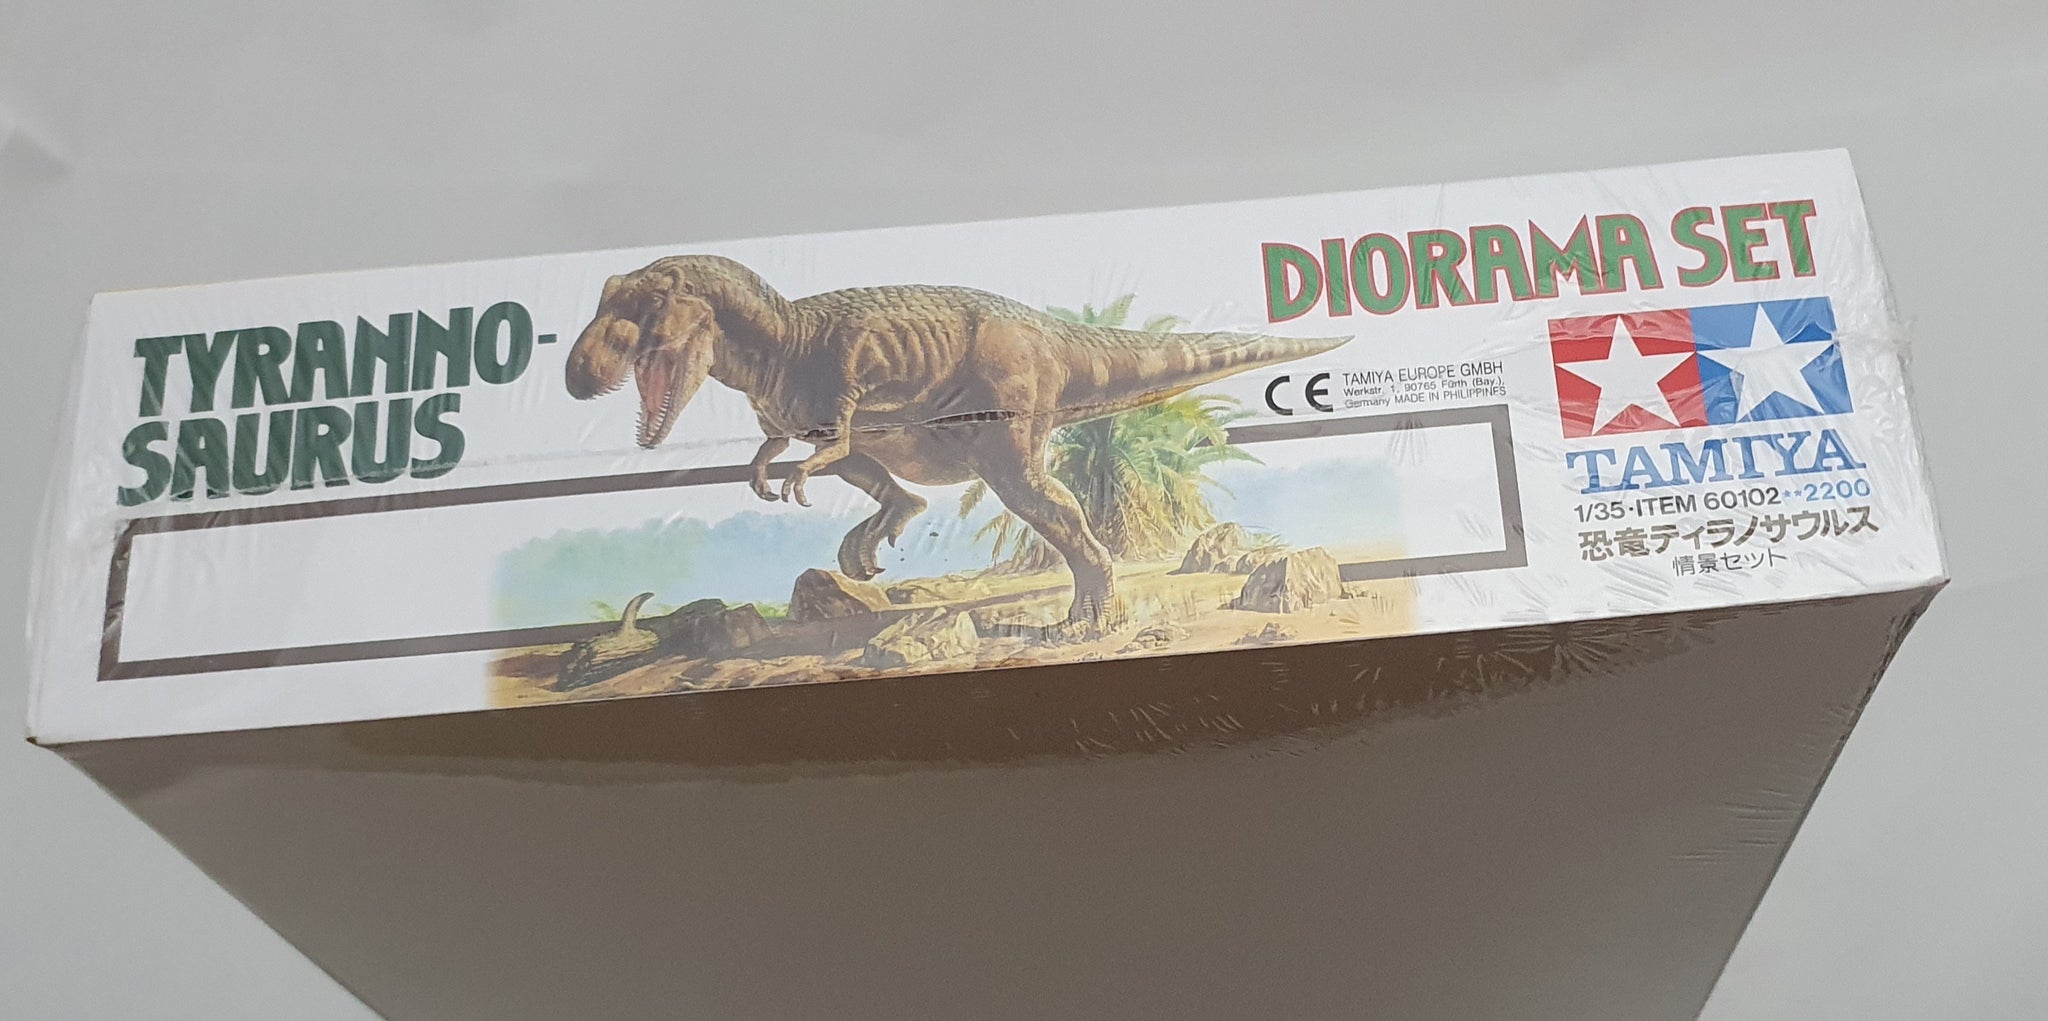 TYRANNO-
SAURUS
DIORAMA SET
CE
TAMIYA EUROPE GMBH
Werkstr. 1, 90765 Fürth (Bay.),
Germany MADE IN PHILIPPINES
TAMIYA
1/35·ITEM 60102**2200
恐竜ティラノサウルス
情景セット